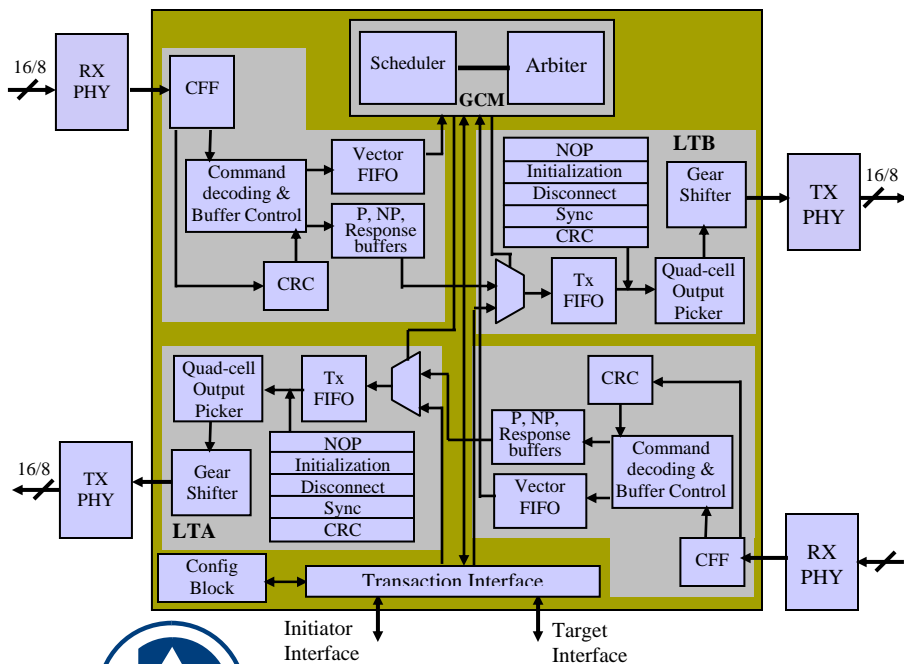 16/8
RX
PHY
CFF
Scheduler
Arbiter
GCM
Command
decoding &
Buffer Control
Vector
FIFO
P, NP,
Response
buffers
CRC
LTB
NOP
Initialization
Disconnect
Sync
CRC
Gear
Shifter
TX
PHY
16/8
Tx
FIFO
Quad-cell
Output
Picker
Quad-cell
Output
Picker
Tx
FIFO
NOP
Initialization
Disconnect
Sync
CRC
16/8
TX
PHY
Gear
Shifter
LTA
CRC
P, NP,
Response
buffers
Command
decoding &
Buffer Control
Vector
FIFO
CFF
RX
PHY
Config
Block
Transaction Interface
Initiator
Interface
Target
Interface